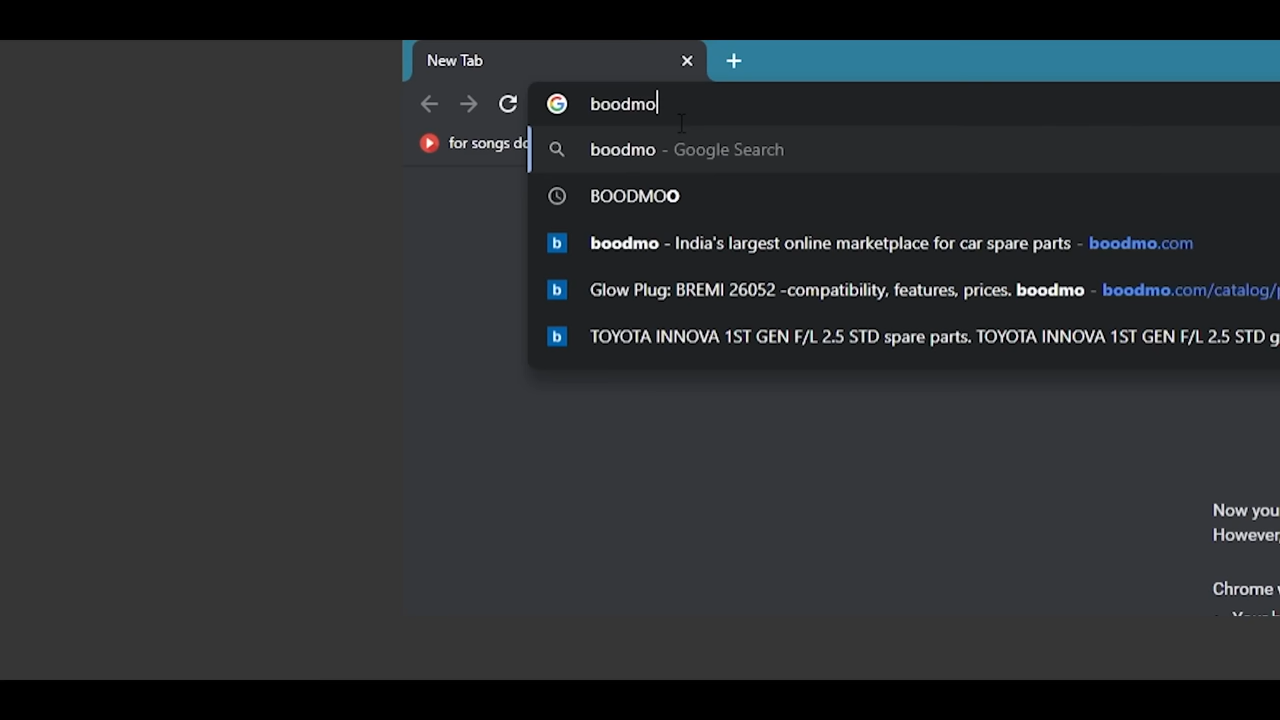 New Tab
boodmo
for songs do
boodmo - Google Search
BOODMOO
b boodmo - India's largest online marketplace for car spare parts - boodmo.com
b Glow Plug: BREMI 26052 -compatibility, features, prices. boodmo - boodmo.com/catalog/
b TOYOTA INNOVA 1ST GEN F/L 2.5 STD spare parts. TOYOTA INNOVA 1ST GEN F/L 2.5 STD g
Now you
However,
Chrome